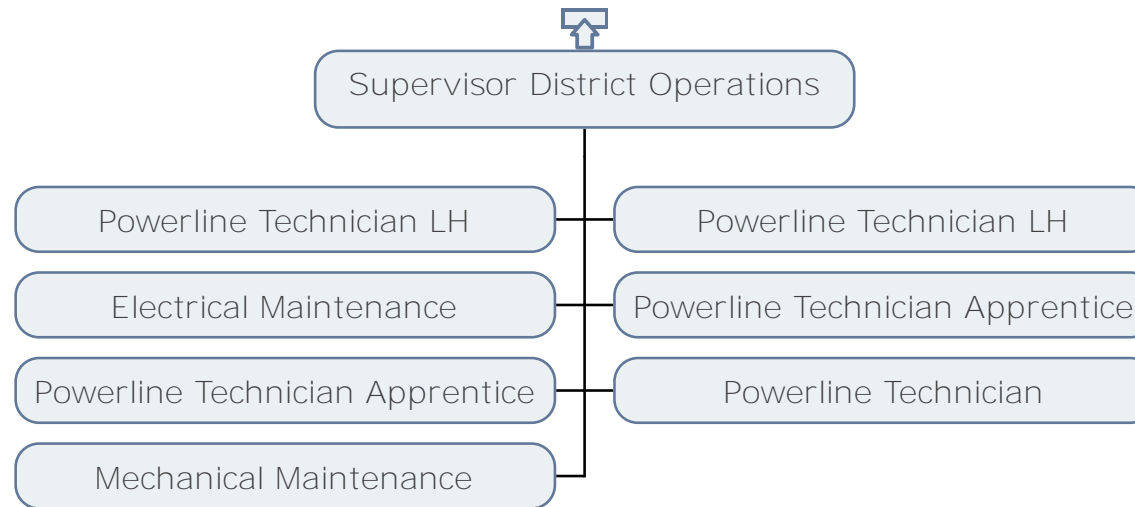 Supervisor District Operations
Powerline Technician LH
Powerline Technician LH
Electrical Maintenance
Powerline Technician Apprentice
Powerline Technician Apprentice
Powerline Technician
Mechanical Maintenance